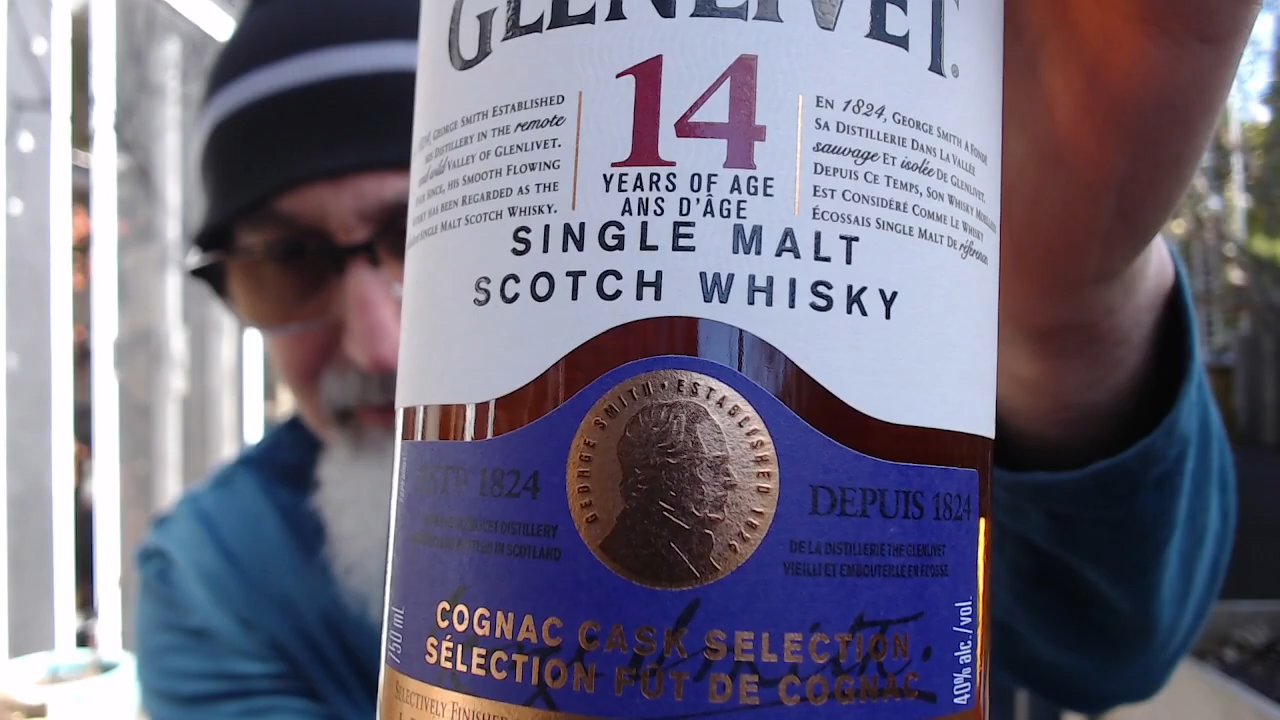 GLENLIVET®
14
YEARS OF AGE
ANS D'ÂGE
SINGLE MALT
SCOTCH WHISKY
GEORGE SMITH ESTABLISHED
DISTILLERY IN THE remote
and wild VALLEY OF GLENLIVET.
SINCE, HIS SMOOTH FLOWING
HAS BEEN REGARDED AS THE
SINGLE MALT SCOTCH WHISKY.
EN 1824, GEORGE SMITH A FONDÉ
SA DISTILLERIE DANS LA VALLÉE
sauvage ET isolée DE GLENLIVET.
DEPUIS CE TEMPS, SON WHISKY
EST CONSIDÉRÉ COMME LE WHISKY
ÉCOSSAIS SINGLE MALT DE référence.
GEORGE SMITH • ESTABLISHED 1824
ESTD 1824
DISTILLERY
IN SCOTLAND
DEPUIS 1824
DE LA DISTILLERIE THE GLENLIVET
VIEILLI ET EMBOUTEILLÉ EN ÉCOSSE
COGNAC CASK SELECTION
SÉLECTION FÛT DE COGNAC
750 mL
40% alc./vol.
SELECTIVELY FINISHED